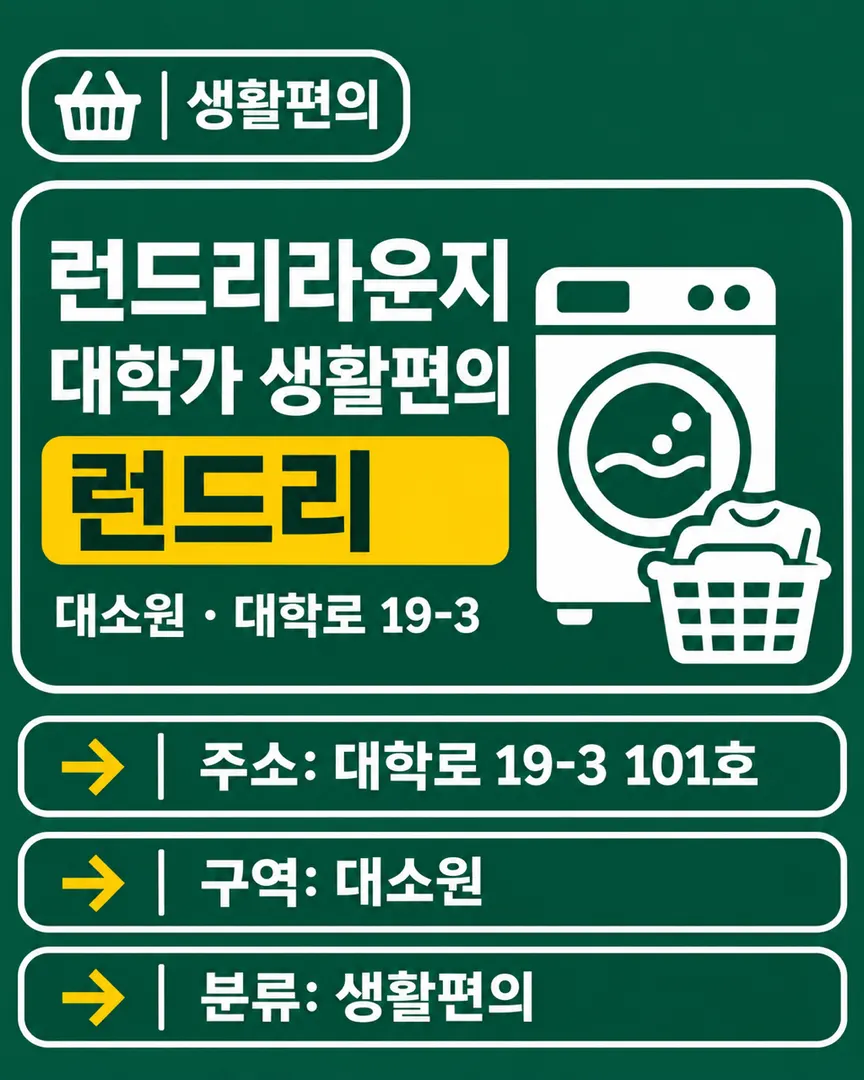 생활편의
런드리라운지
대학가 생활편의
런드리
대소원 · 대학로 19-3
주소: 대학로 19-3 101호
구역: 대소원
분류: 생활편의